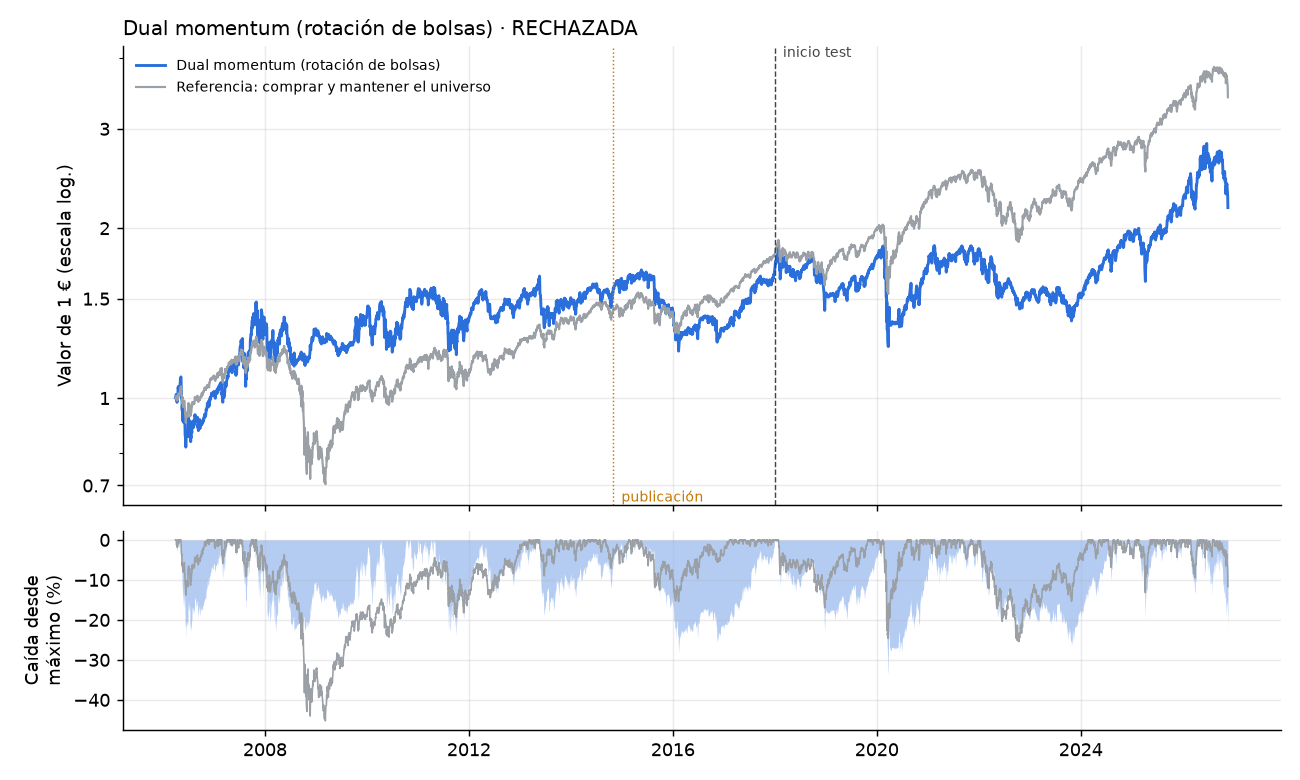 Dual momentum (rotación de bolsas) · RECHAZADA
inicio test
Dual momentum (rotación de bolsas)
Referencia: comprar y mantener el universo
Valor de 1 € (escala log.)
3
2
1.5
1
0.7
publicación
Caída desde
máximo (%)
0
−10
−20
−30
−40
2008
2012
2016
2020
2024